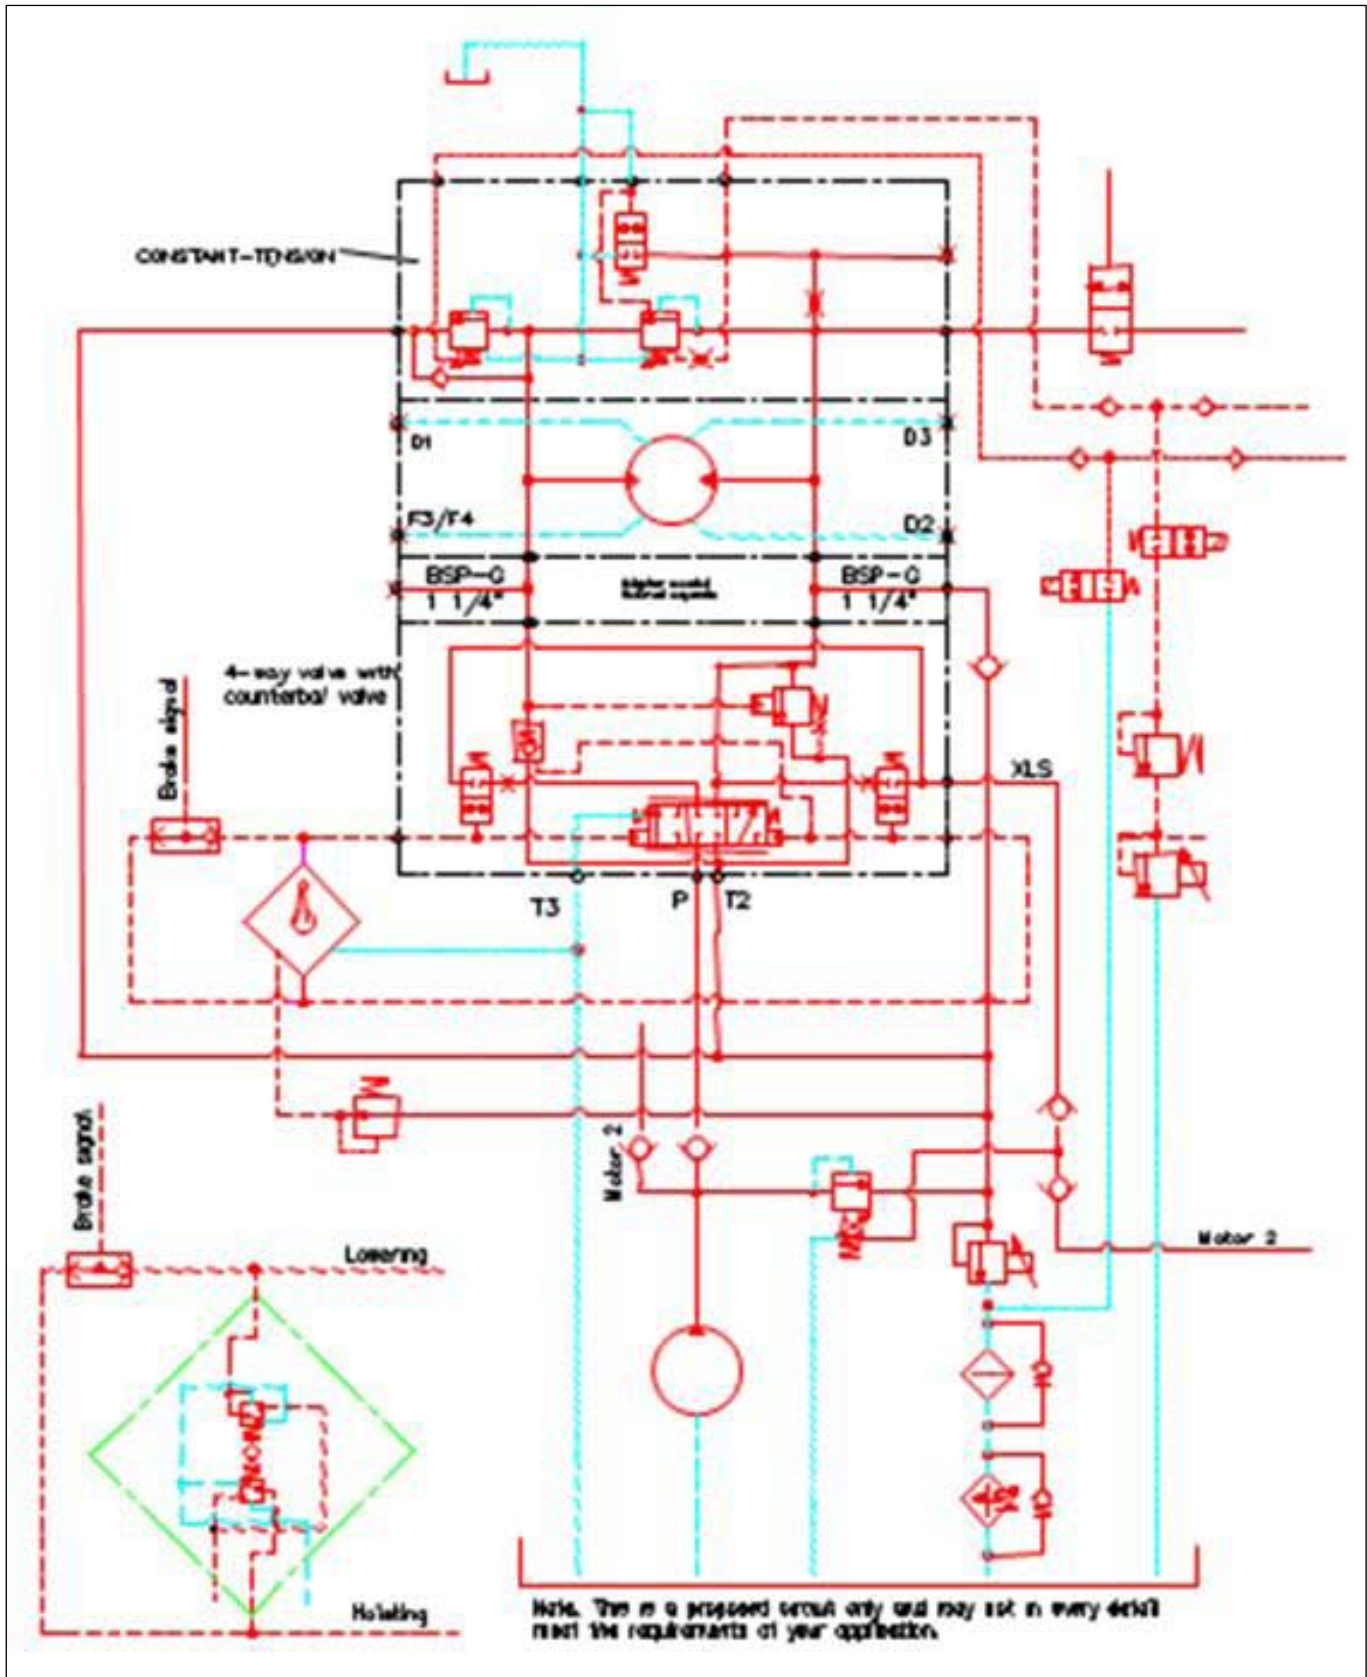 CONSTANT-TENSION
D1
D3
F3/F4
D2
BSP-G
1 1/4"
BSP-G
1 1/4"
4-way valve with
counterbal valve
Brake signal
XLS
T3
P
T2
Motor 2
Brake signal
Lowering
Motor 2
Hoisting
Note. This is a proposed circuit only and may not in every detail
meet the requirements of your application.